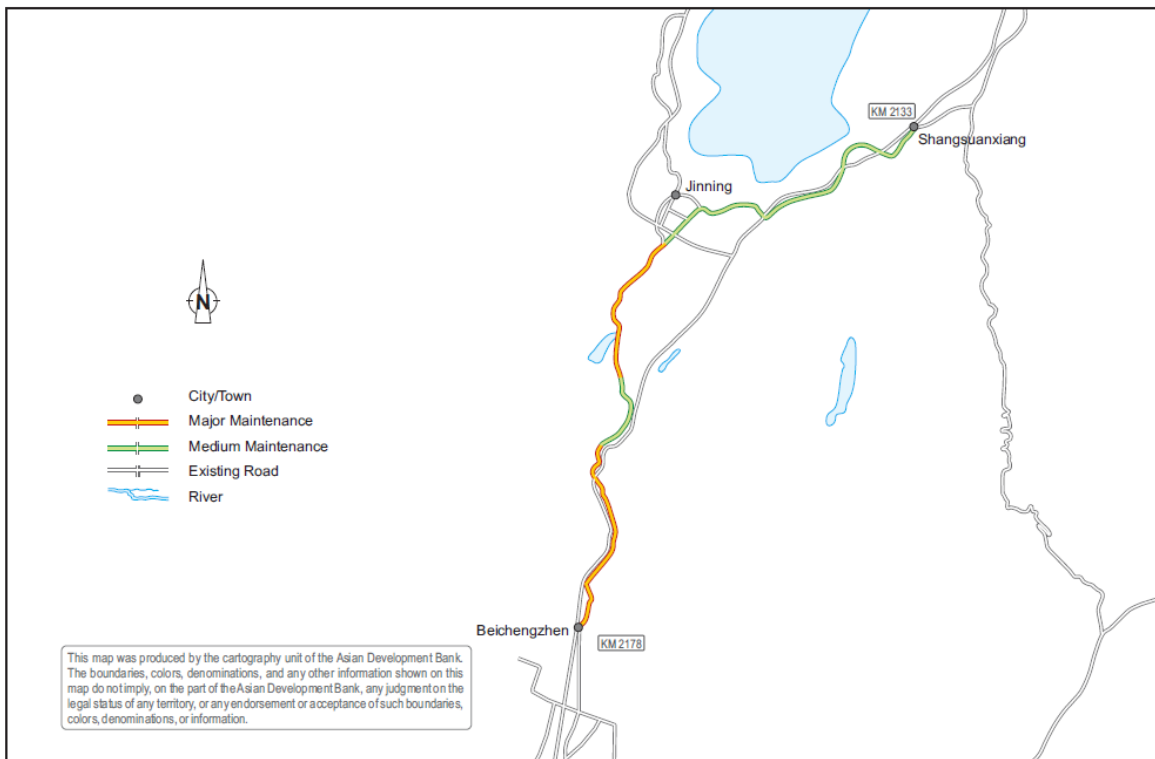 KM 2133
Shangsuanxiang
Jinning
N
City/Town
Major Maintenance
Medium Maintenance
Existing Road
River
Beichengzhen
KM 2178
This map was produced by the cartography unit of the Asian Development Bank.
The boundaries, colors, denominations, and any other information shown on this
map do not imply, on the part of the Asian Development Bank, any judgment on the
legal status of any territory, or any endorsement or acceptance of such boundaries,
colors, denominations, or information.